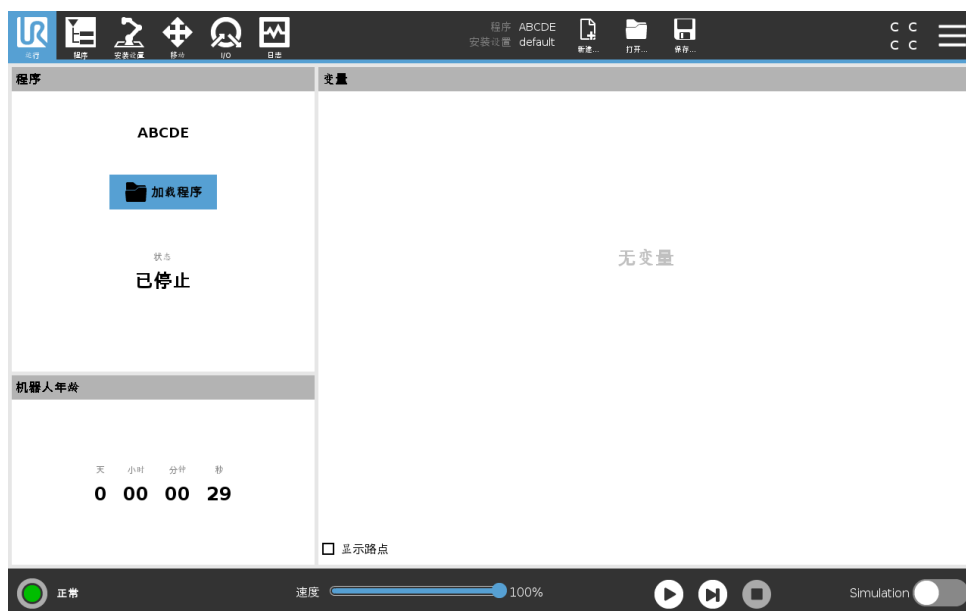 UR
运行
程序
安装设置
移动
I/O
日志
程序 ABCDE
安装设置 default
新建...
打开...
保存...
C C
C C
程序
变量
ABCDE
加载程序
状态
已停止
无变量
机器人年龄
天 小时 分钟 秒
0 00 00 29
显示路点
正常
速度
100%
Simulation